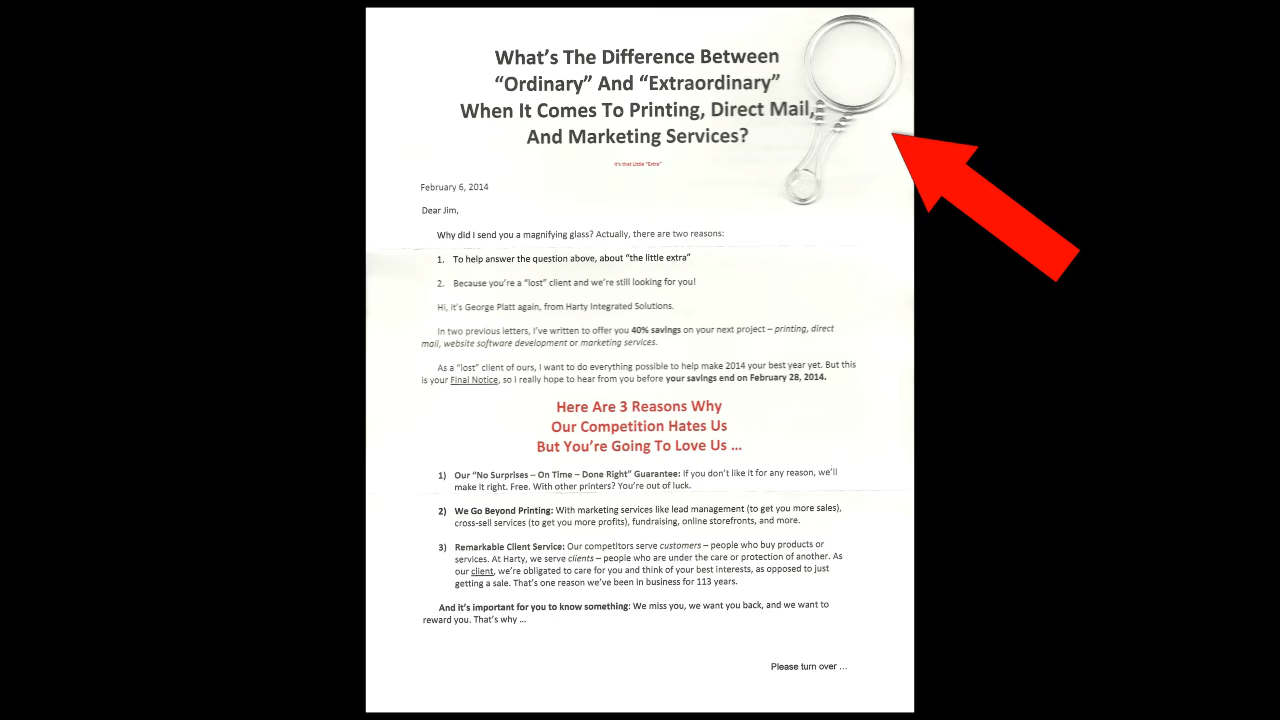 What's The Difference Between
“Ordinary” And “Extraordinary”
When It Comes To Printing, Direct Mail,
And Marketing Services?
It's that Little "Extra"
February 6, 2014
Dear Jim,
Why did I send you a magnifying glass? Actually, there are two reasons:
1. To help answer the question above, about “the little extra”
2. Because you're a “lost” client and we're still looking for you!
Hi, it's George Platt again, from Harty Integrated Solutions.
In two previous letters, I've written to offer you 40% savings on your next project – printing, direct
mail, website software development or marketing services.
As a “lost” client of ours, I want to do everything possible to help make 2014 your best year yet. But this
is your Final Notice, so I really hope to hear from you before your savings end on February 28, 2014.
Here Are 3 Reasons Why
Our Competition Hates Us
But You're Going To Love Us ...
1) Our “No Surprises – On Time – Done Right” Guarantee: If you don't like it for any reason, we'll
make it right. Free. With other printers? You're out of luck.
2) We Go Beyond Printing: With marketing services like lead management (to get you more sales),
cross-sell services (to get you more profits), fundraising, online storefronts, and more.
3) Remarkable Client Service: Our competitors serve customers – people who buy products or
services. At Harty, we serve clients – people who are under the care or protection of another. As
our client, we're obligated to care for you and think of your best interests, as opposed to just
getting a sale. That's one reason we've been in business for 113 years.
And it's important for you to know something: We miss you, we want you back, and we want to
reward you. That's why ...
Please turn over ...